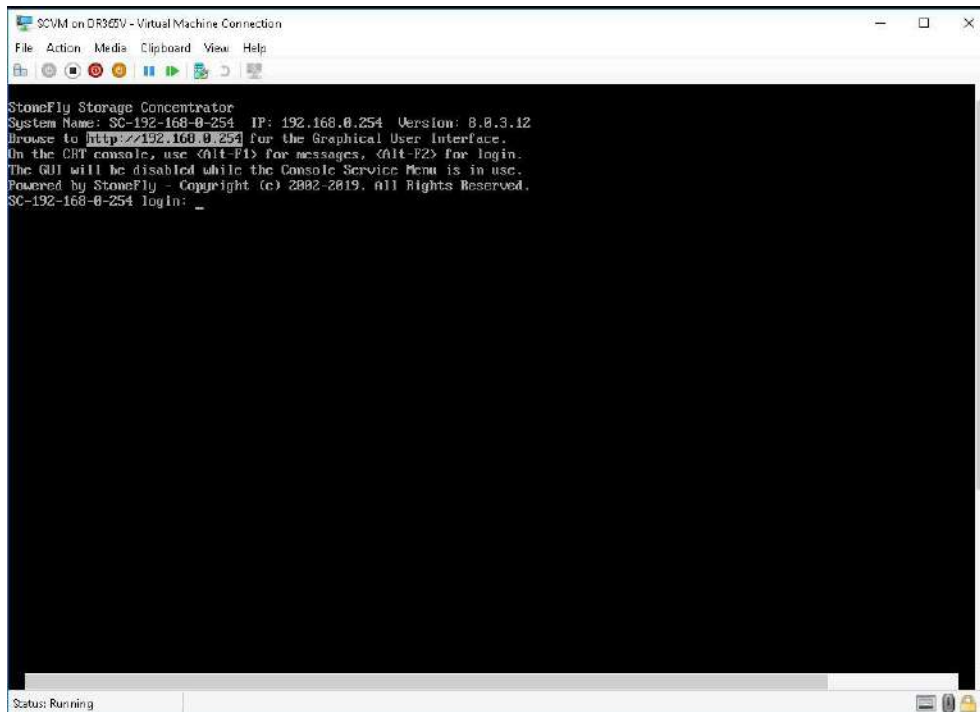 SCVM on DR365V - Virtual Machine Connection
File Action Media Clipboard View Help
StoneFly Storage Concentrator
System Name: SC-192-168-0-254 IP: 192.168.0.254 Version: 8.0.3.12
Browse to http://192.168.0.254 for the Graphical User Interface.
On the CRT console, use <Alt-F1> for messages, <Alt-F2> for login.
The GUI will be disabled while the Console Service Menu is in use.
Powered by StoneFly - Copyright (c) 2002-2019. All Rights Reserved.
SC-192-168-0-254 login: _
Status: Running